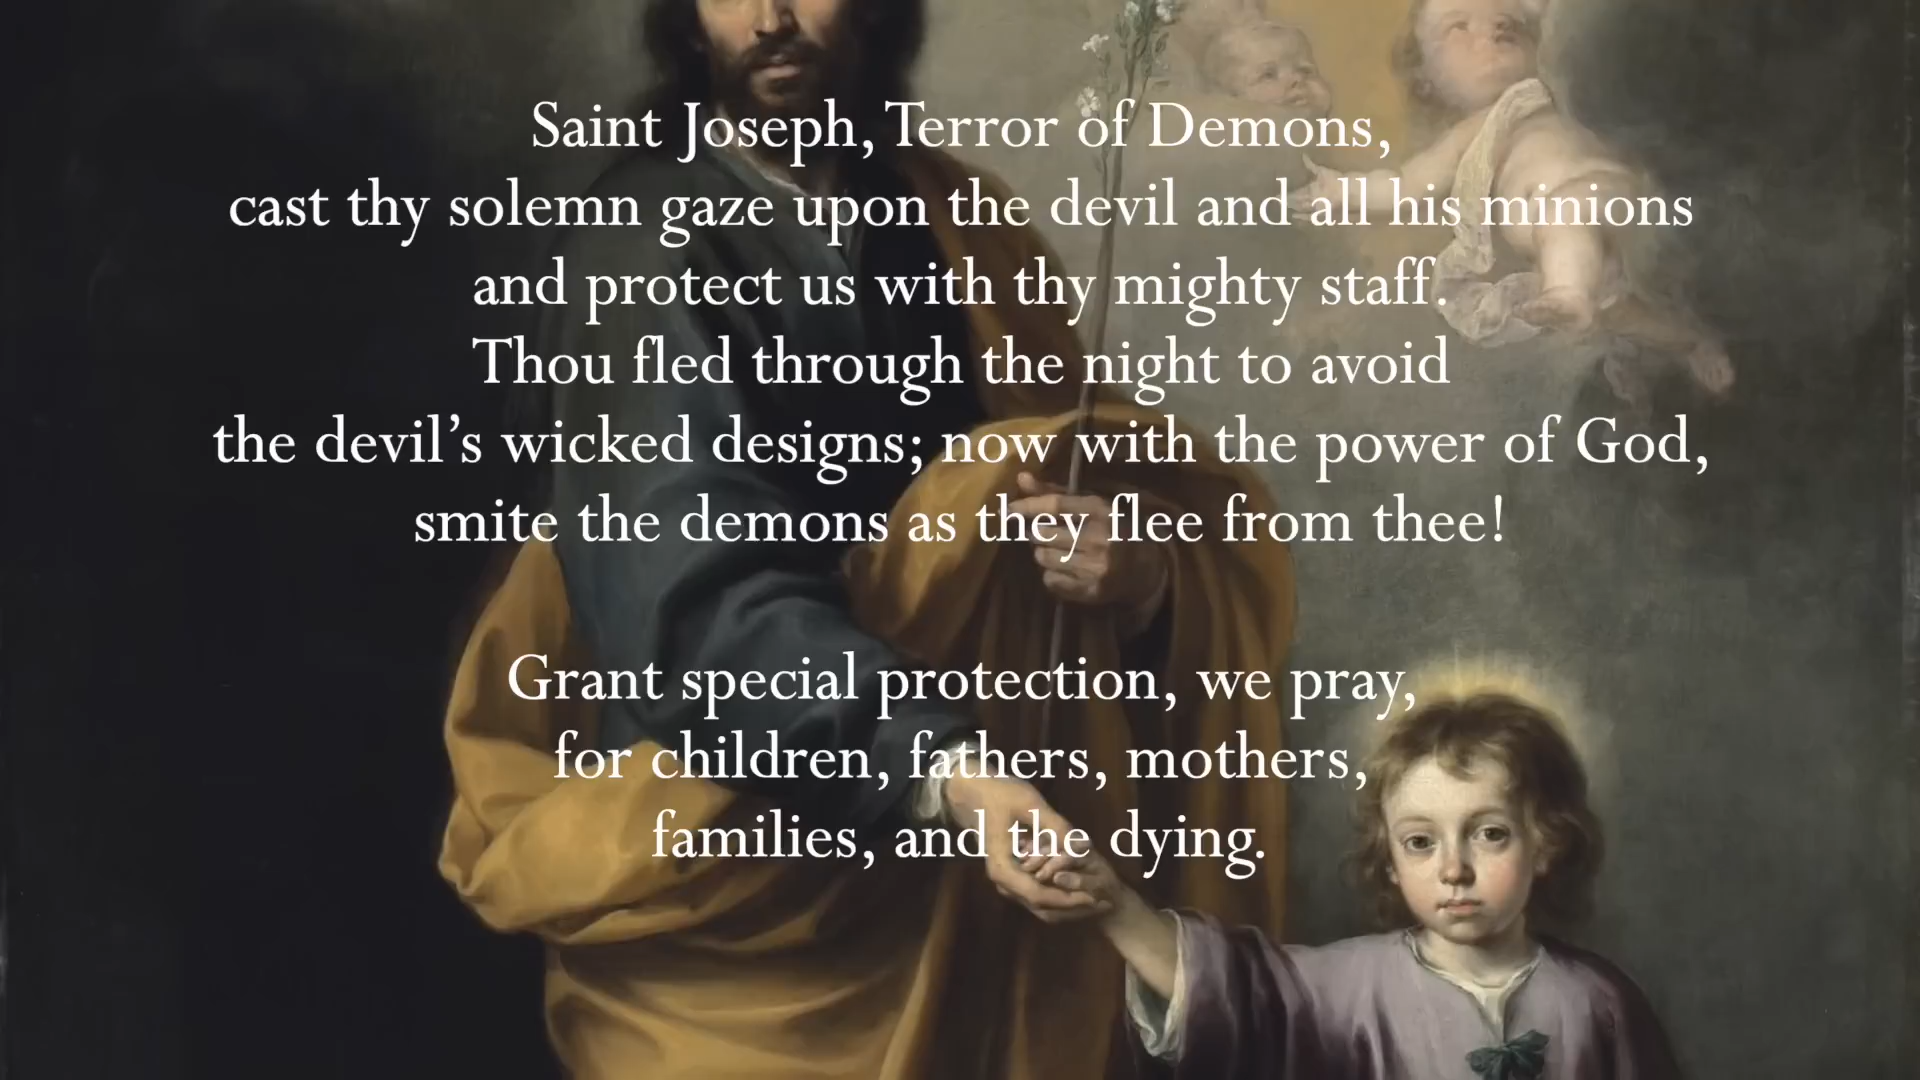 Saint Joseph, Terror of Demons,
cast thy solemn gaze upon the devil and all his minions
and protect us with thy mighty staff.
Thou fled through the night to avoid
the devil’s wicked designs; now with the power of God,
smite the demons as they flee from thee!
Grant special protection, we pray,
for children, fathers, mothers,
families, and the dying.